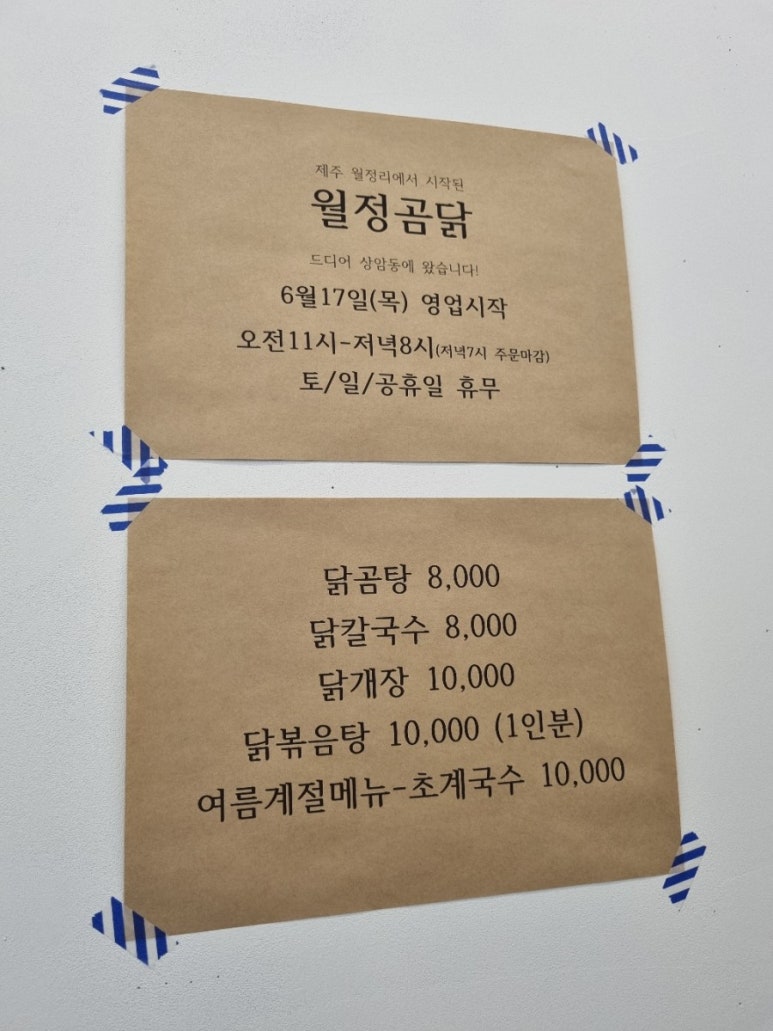 제주 월정리에서 시작된
월정곰닭
드디어 상암동에 왔습니다!
6월17일(목) 영업시작
오전11시-저녁8시(저녁7시 주문마감)
토/일/공휴일 휴무
닭곰탕 8,000
닭칼국수 8,000
닭개장 10,000
닭볶음탕 10,000 (1인분)
여름계절메뉴-초계국수 10,000